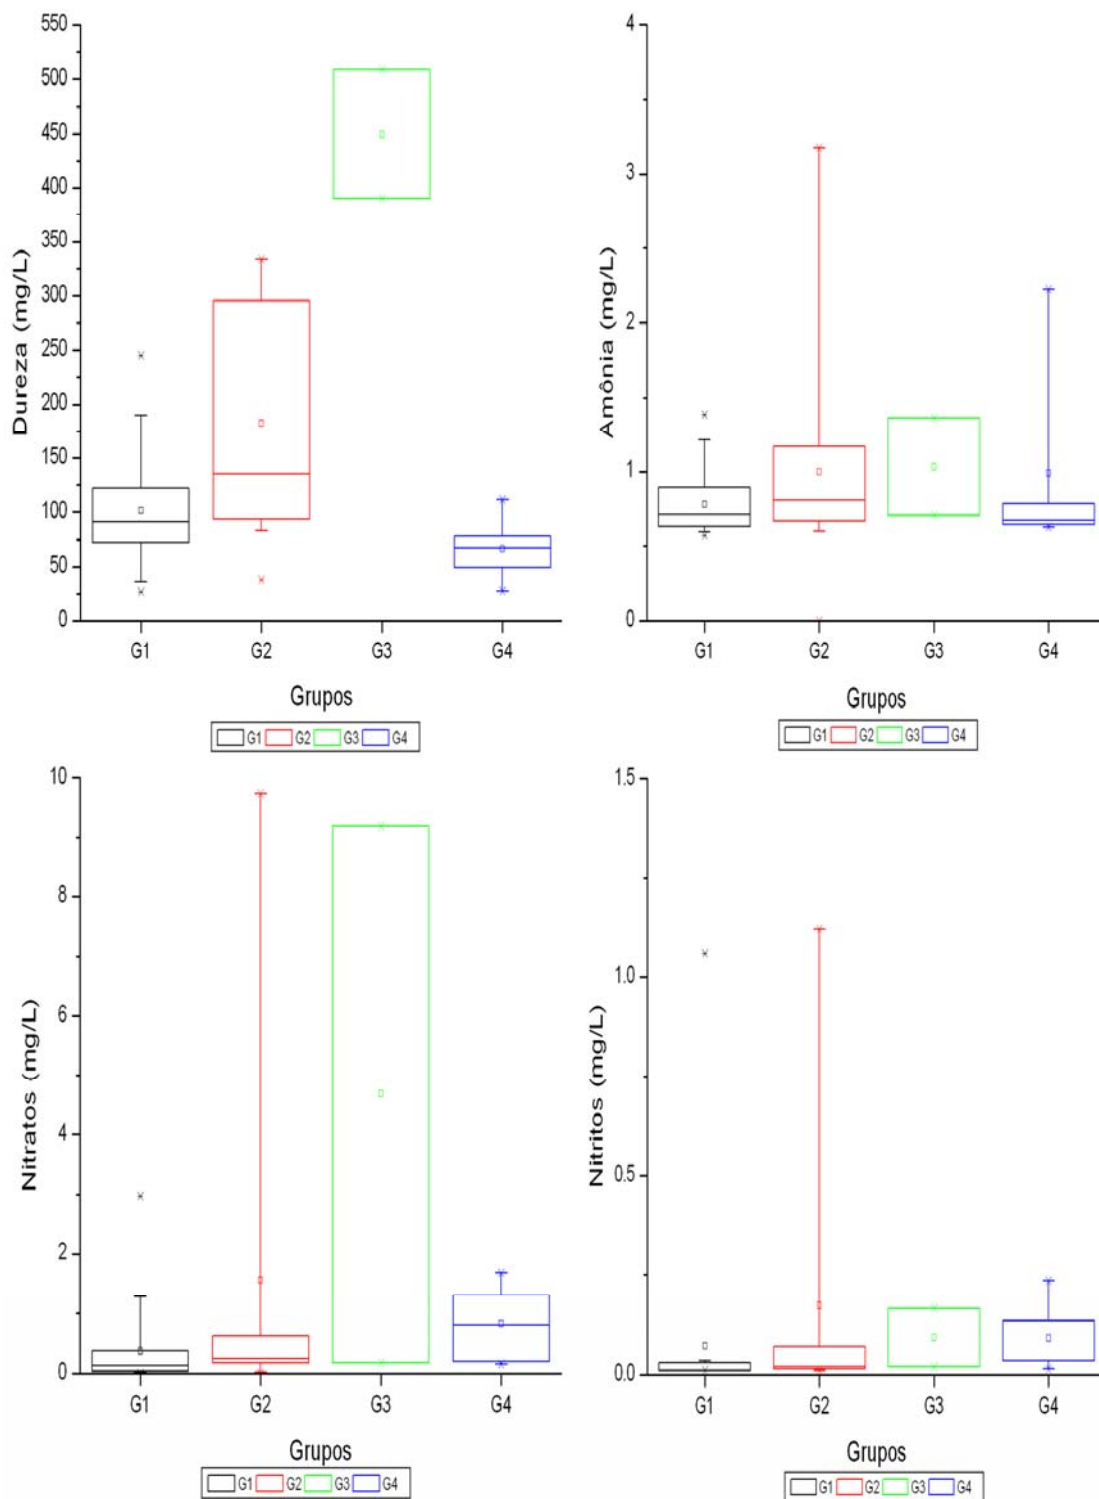 Dureza (mg/L)
550
500
450
400
350
300
250
200
150
100
50
0
G1 G2 G3 G4
Grupos
G1 G2 G3 G4
Amônia (mg/L)
4
3
2
1
0
G1 G2 G3 G4
Grupos
G1 G2 G3 G4
Nitratos (mg/L)
10
8
6
4
2
0
G1 G2 G3 G4
Grupos
G1 G2 G3 G4
Nitritos (mg/L)
1.5
1.0
0.5
0.0
G1 G2 G3 G4
Grupos
G1 G2 G3 G4